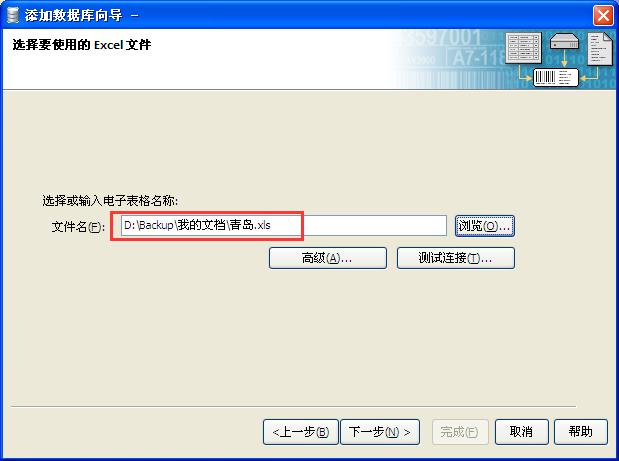 添加数据库向导 -
选择要使用的 Excel 文件
8597001
A7-118
选择或输入电子表格名称:
文件名(F): D:\Backup\我的文档\青岛.xls 浏览(O)...
高级(A)... 测试连接(T)...
<上一步(B) 下一步(N) > 完成(F) 取消 帮助